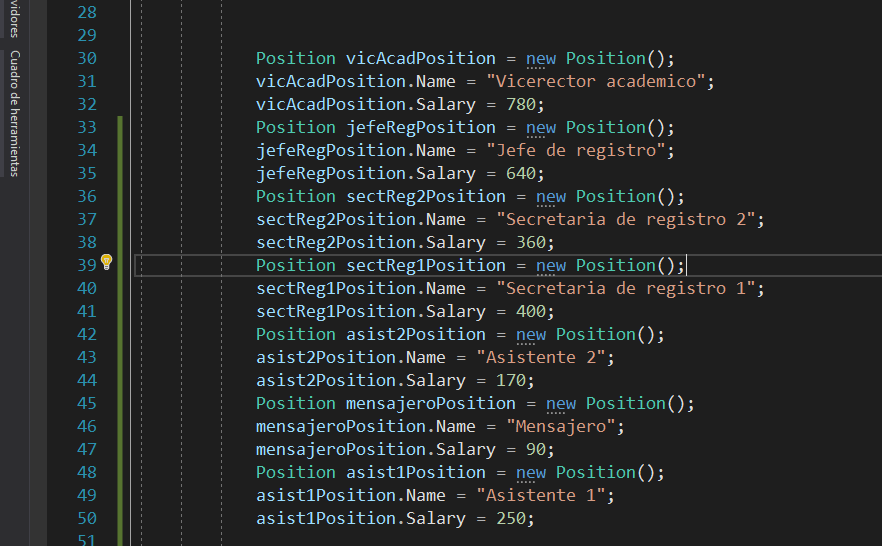 vidores
Cuadro de herramientas
28
29
30 Position vicAcadPosition = new Position();
31 vicAcadPosition.Name = "Vicerector academico";
32 vicAcadPosition.Salary = 780;
33 Position jefeRegPosition = new Position();
34 jefeRegPosition.Name = "Jefe de registro";
35 jefeRegPosition.Salary = 640;
36 Position sectReg2Position = new Position();
37 sectReg2Position.Name = "Secretaria de registro 2";
38 sectReg2Position.Salary = 360;
39 Position sectReg1Position = new Position();
40 sectReg1Position.Name = "Secretaria de registro 1";
41 sectReg1Position.Salary = 400;
42 Position asist2Position = new Position();
43 asist2Position.Name = "Asistente 2";
44 asist2Position.Salary = 170;
45 Position mensajeroPosition = new Position();
46 mensajeroPosition.Name = "Mensajero";
47 mensajeroPosition.Salary = 90;
48 Position asist1Position = new Position();
49 asist1Position.Name = "Asistente 1";
50 asist1Position.Salary = 250;
51